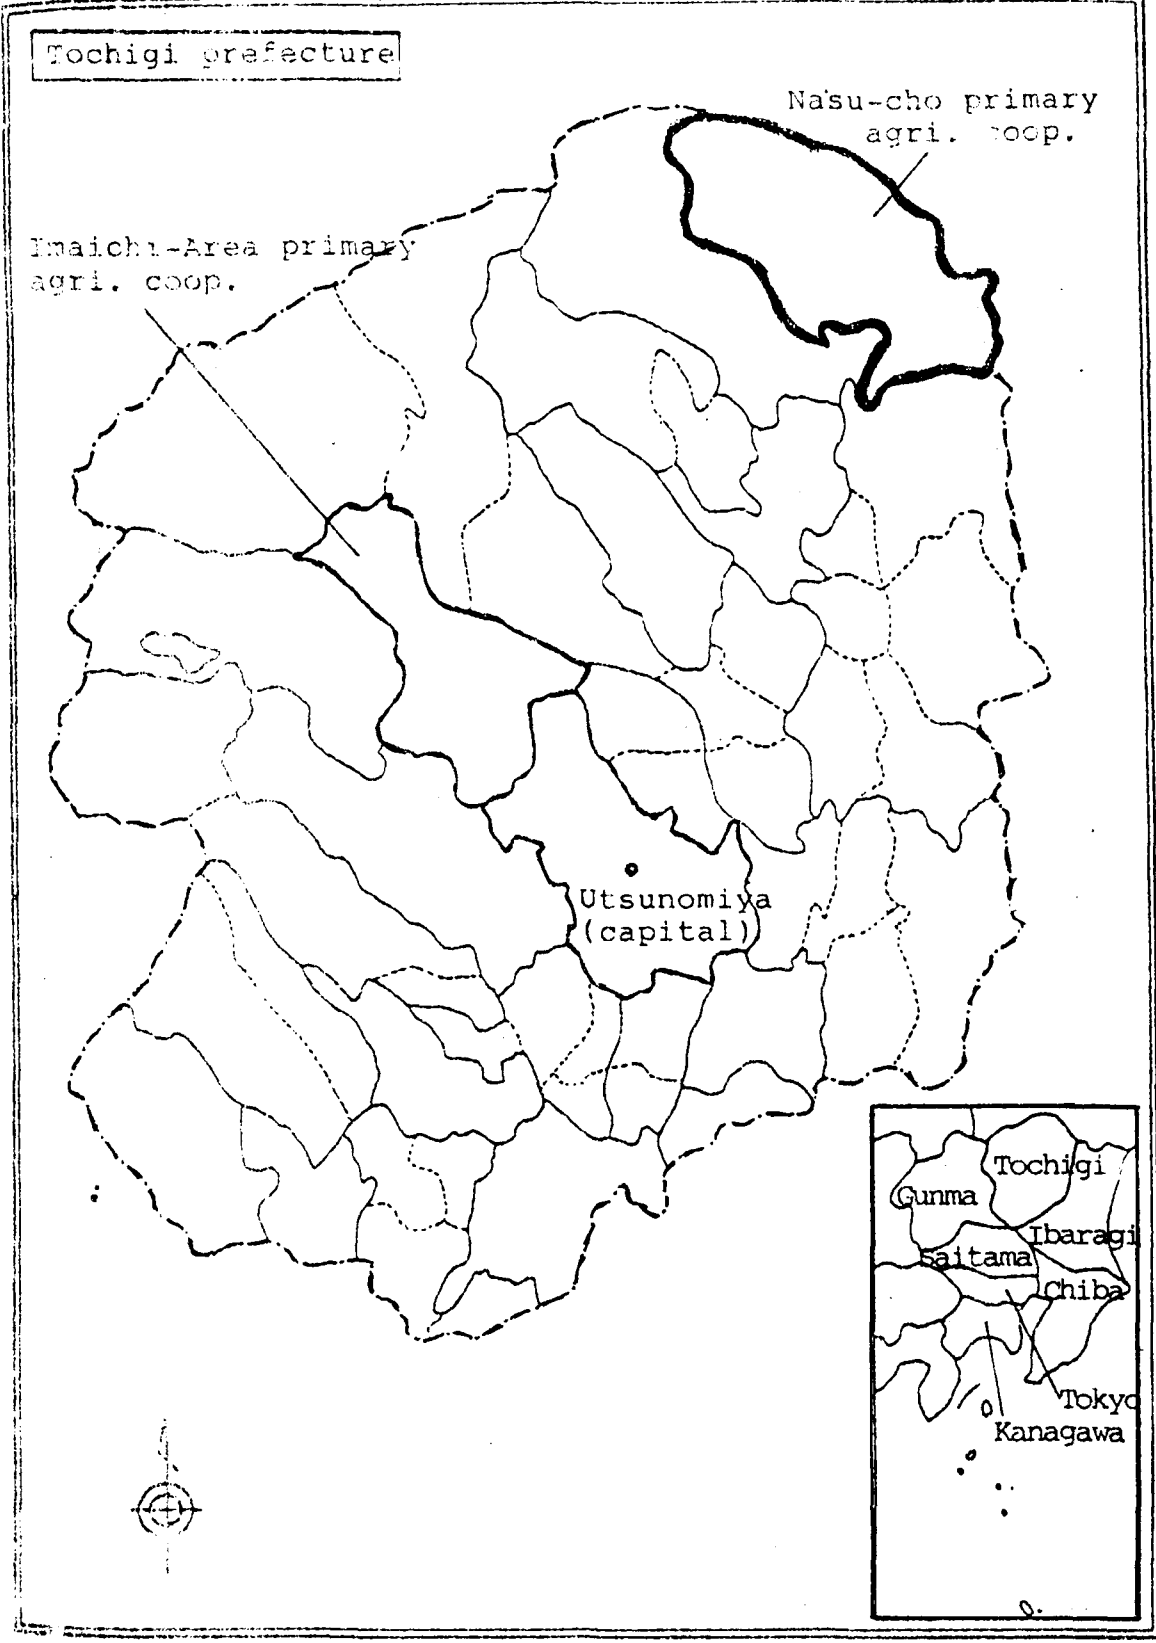 Tochigi prefecture
Nasu-cho primary
agri. coop.
Imaichi-Area primary
agri. coop.
Utsunomiya
(capital)
Tochigi
Gunma
Ibaragi
Saitama
Chiba
Tokyo
Kanagawa